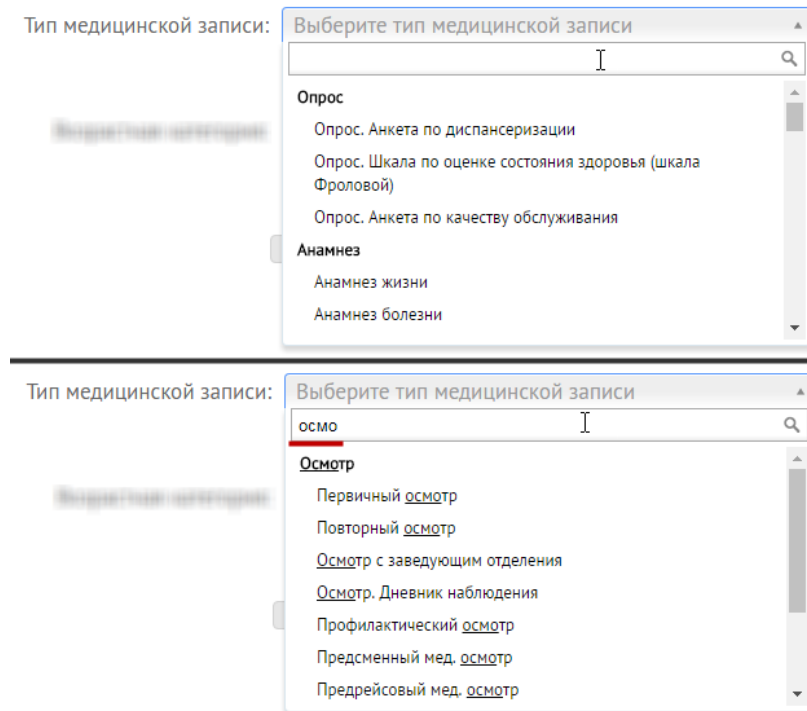 Тип медицинской записи: Выберите тип медицинской записи
Опрос
Опрос. Анкета по диспансеризации
Опрос. Шкала по оценке состояния здоровья (шкала
Фроловой)
Опрос. Анкета по качеству обслуживания
Анамнез
Анамнез жизни
Анамнез болезни
Тип медицинской записи: Выберите тип медицинской записи
осмо
Осмотр
Первичный осмотр
Повторный осмотр
Осмотр с заведующим отделения
Осмотр. Дневник наблюдения
Профилактический осмотр
Предсменный мед. осмотр
Предрейсовый мед. осмотр